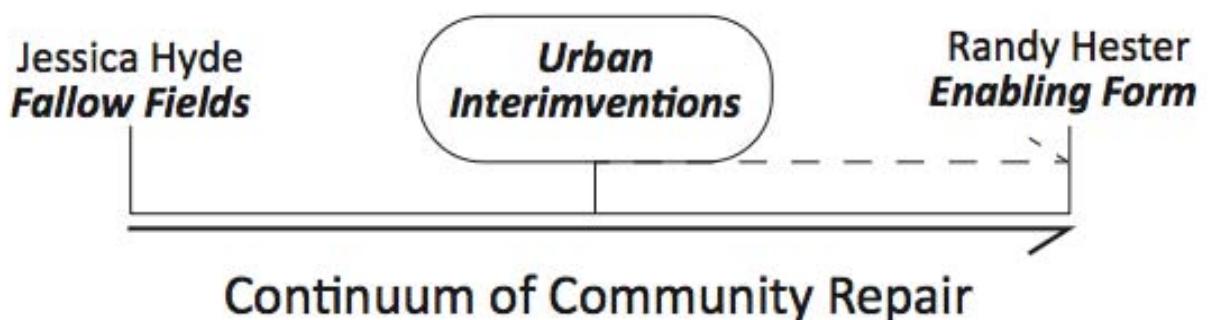 Jessica Hyde
Fallow Fields
Urban
Interimventions
Randy Hester
Enabling Form
Continuum of Community Repair